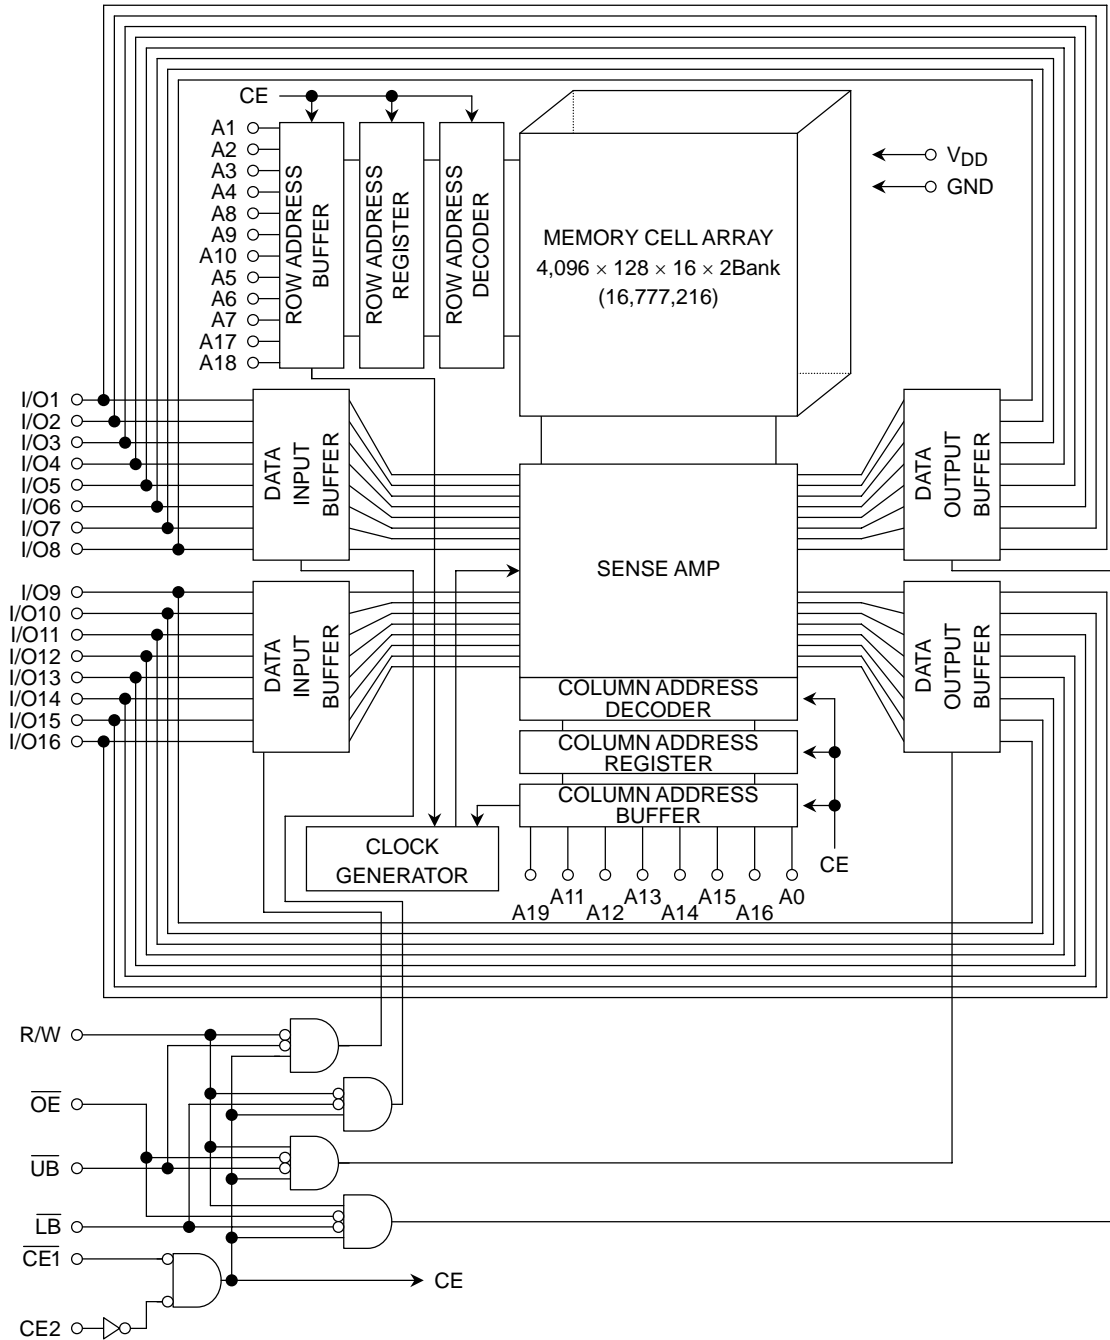 CE
A1
A2
A3
A4
A8
A9
A10
A5
A6
A7
A17
A18
ROW ADDRESS
BUFFER
ROW ADDRESS
REGISTER
ROW ADDRESS
DECODER
MEMORY CELL ARRAY
4,096 × 128 × 16 × 2Bank
(16,777,216)
VDD
GND
I/O1
I/O2
I/O3
I/O4
I/O5
I/O6
I/O7
I/O8
DATA
INPUT
BUFFER
SENSE AMP
DATA
OUTPUT
BUFFER
I/O9
I/O10
I/O11
I/O12
I/O13
I/O14
I/O15
I/O16
DATA
INPUT
BUFFER
DATA
OUTPUT
BUFFER
COLUMN ADDRESS
DECODER
COLUMN ADDRESS
REGISTER
COLUMN ADDRESS
BUFFER
CLOCK
GENERATOR
CE
A19
A11
A12
A13
A14
A15
A16
A0
R/W
O̅E̅
U̅B̅
L̅B̅
C̅E̅1̅
CE
CE2